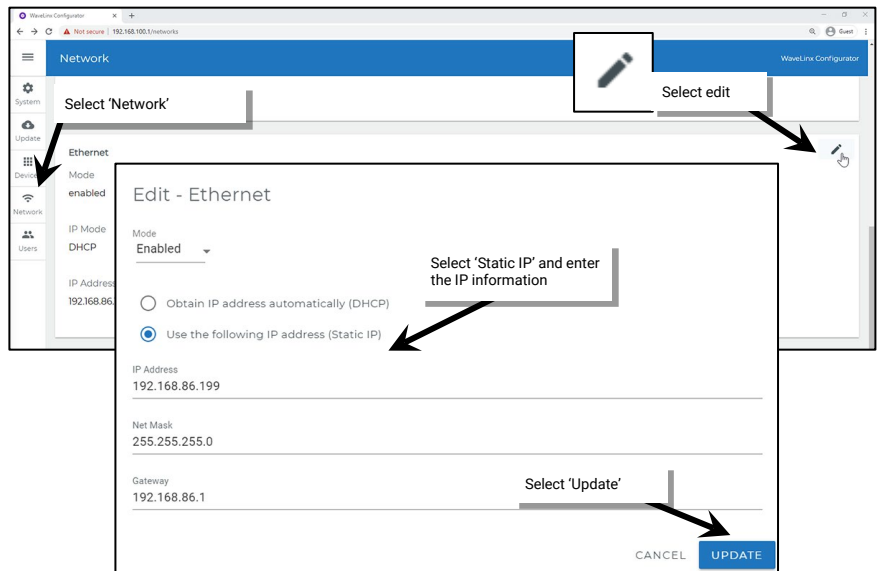 WaveLinx Configurator
Not secure | 192.168.100.1/networks
Guest
Network
WaveLinx Configurator
System
Select ‘Network’
Select edit
Update
Ethernet
Mode
enabled
Network
IP Mode
DHCP
Users
IP Address
192.168.86.
Edit - Ethernet
Mode
Enabled
Select ‘Static IP’ and enter
the IP information
Obtain IP address automatically (DHCP)
Use the following IP address (Static IP)
IP Address
192.168.86.199
Net Mask
255.255.255.0
Gateway
192.168.86.1
Select ‘Update’
CANCEL
UPDATE